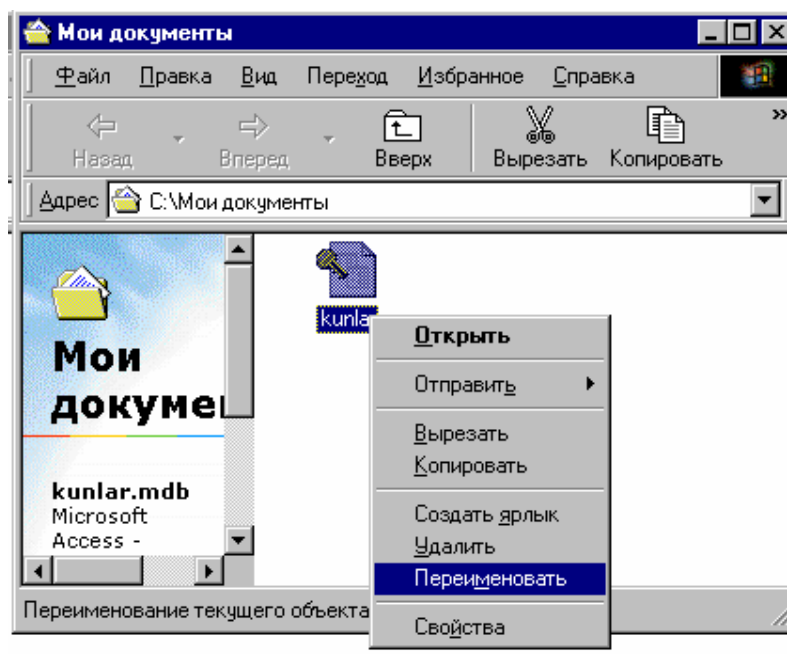 Мои документы
Файл Правка Вид Переход Избранное Справка
Назад Вперед Вверх Вырезать Копировать »
Адрес C:\Мои документы
kunlar
Мои
докумен
kunlar.mdb
Microsoft
Access -
Открыть
Отправить
Вырезать
Копировать
Создать ярлык
Удалить
Переименовать
Свойства
Переименование текущего объекта